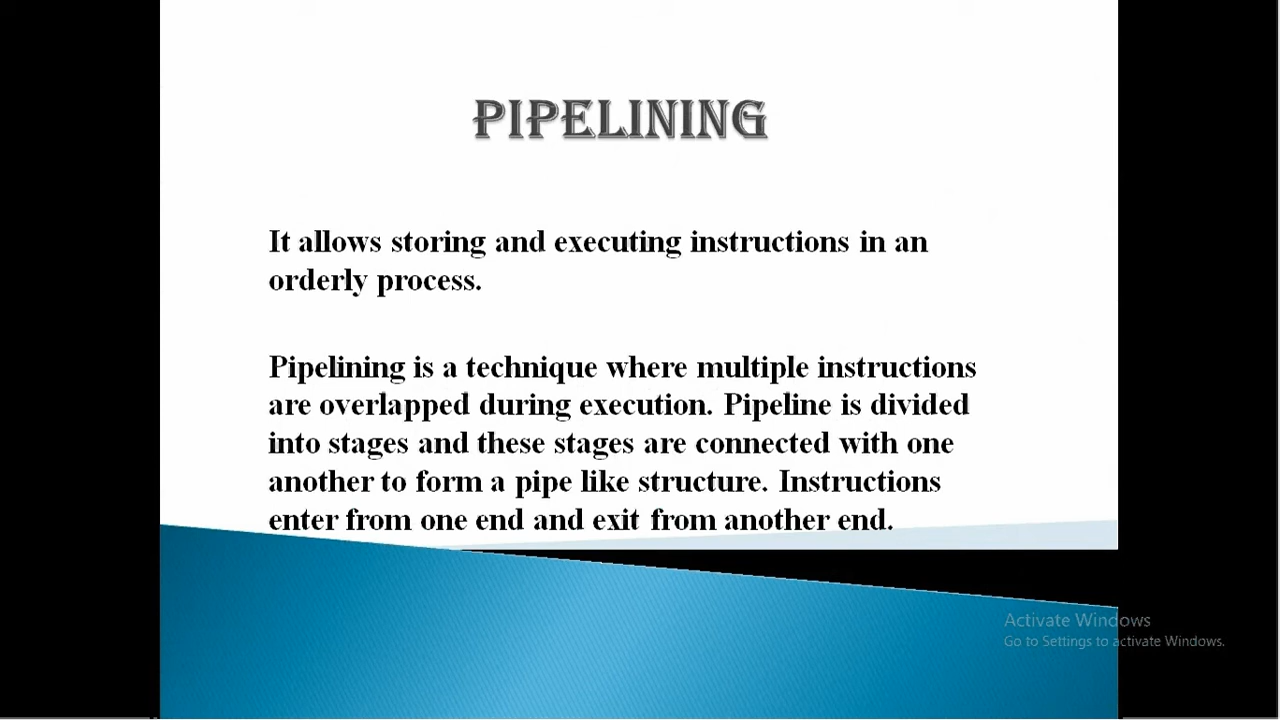 PIPELINING
It allows storing and executing instructions in an
orderly process.
Pipelining is a technique where multiple instructions
are overlapped during execution. Pipeline is divided
into stages and these stages are connected with one
another to form a pipe like structure. Instructions
enter from one end and exit from another end.
Activate Windows
Go to Settings to activate Windows.